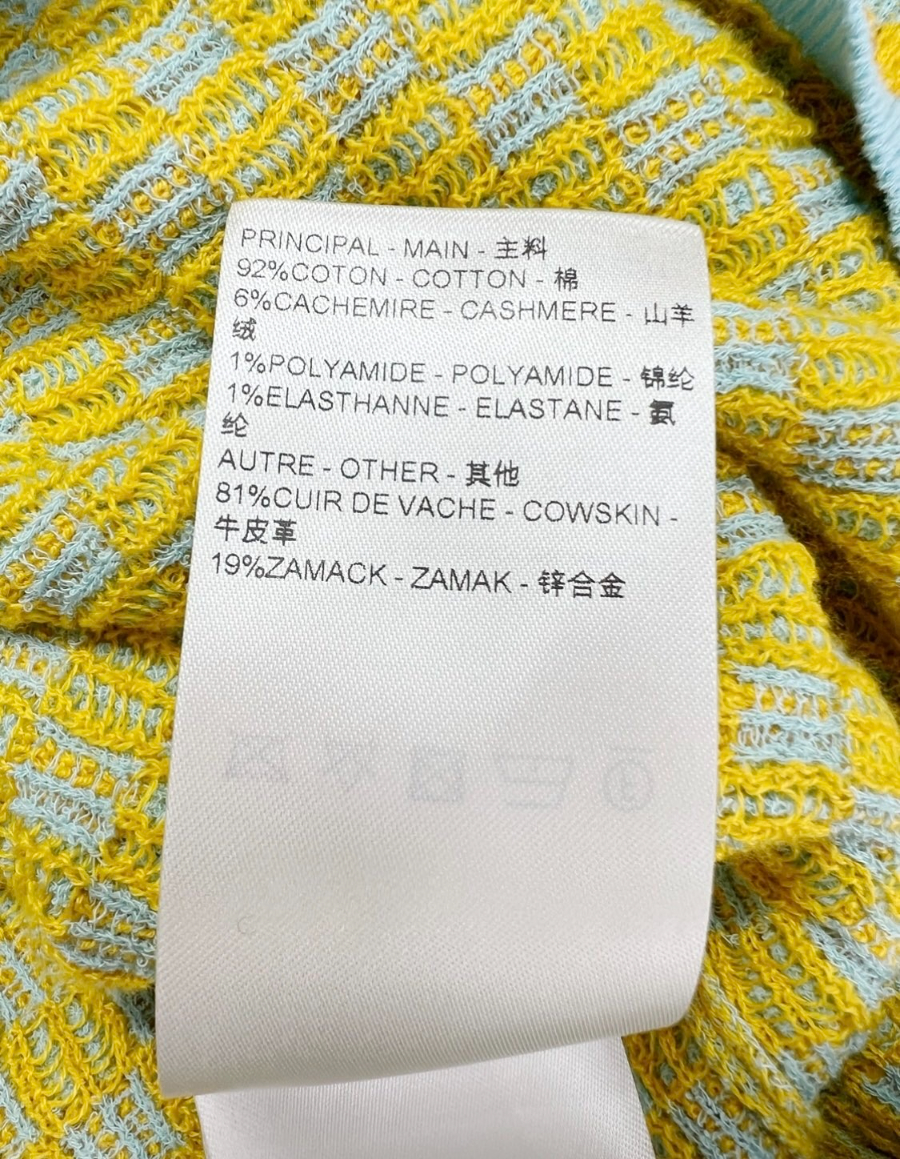 PRINCIPAL - MAIN - 主料
92%COTON - COTTON - 棉
6%CACHEMIRE - CASHMERE - 山羊
绒
1%POLYAMIDE - POLYAMIDE - 锦纶
1%ELASTHANNE - ELASTANE - 氨
纶
AUTRE - OTHER - 其他
81%CUIR DE VACHE - COWSKIN -
牛皮革
19%ZAMACK - ZAMAK - 锌合金